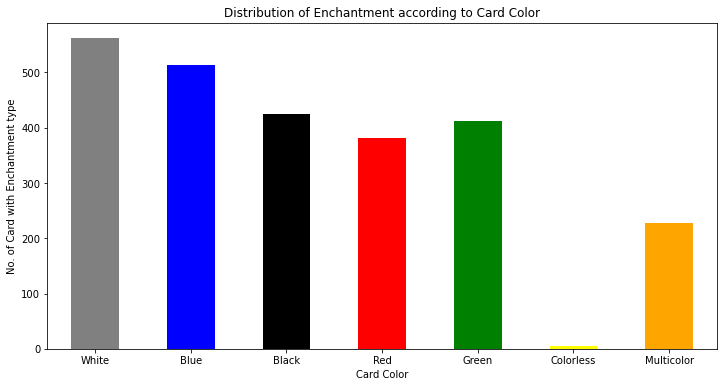 Distribution of Enchantment according to Card Color
No. of Card with Enchantment type
500
400
300
200
100
0
White Blue Black Red Green Colorless Multicolor
Card Color